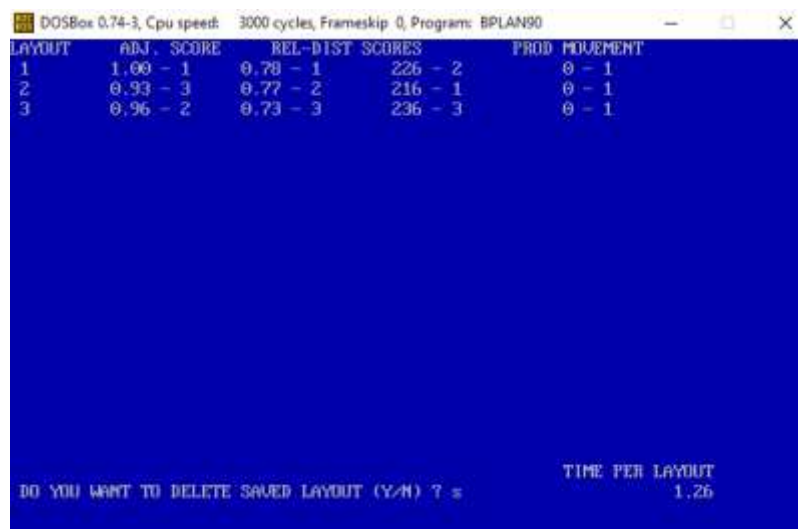 DOSBox 0.74-3, Cpu speed: 3000 cycles, Frameskip 0, Program: BPLAN90
LAYOUT ADJ. SCORE REL-DIST SCORES PROD MOVEMENT
1 1.00 - 1 0.78 - 1 226 - 2 0 - 1
2 0.93 - 3 0.77 - 2 216 - 1 0 - 1
3 0.96 - 2 0.73 - 3 236 - 3 0 - 1
TIME PER LAYOUT
DO YOU WANT TO DELETE SAVED LAYOUT (Y/N) ? s 1.26